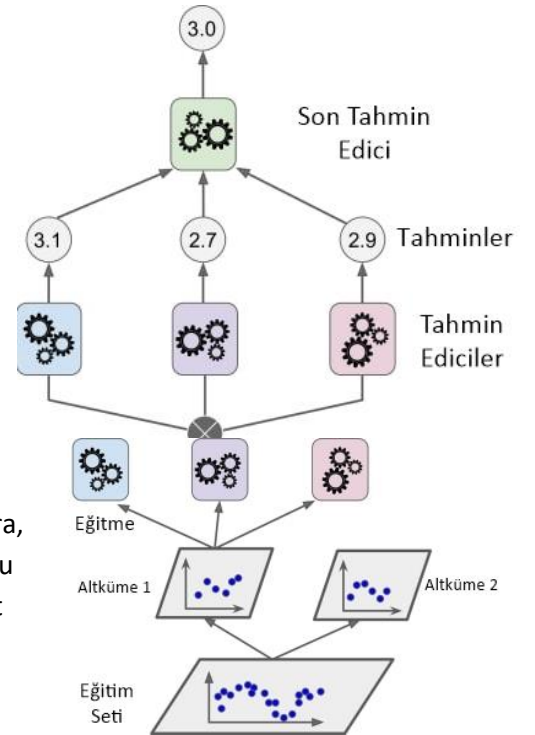 3.0
Son Tahmin
Edici
3.1
2.7
2.9
Tahminler
Tahmin
Ediciler
Eğitme
Altküme 1
Altküme 2
Eğitim
Seti